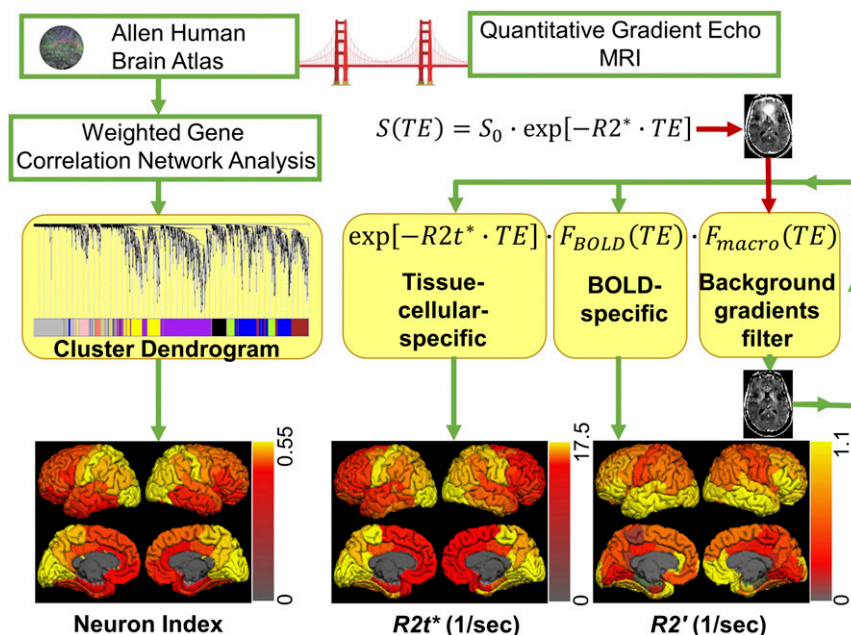 Allen Human
Brain Atlas
Quantitative Gradient Echo
MRI
Weighted Gene
Correlation Network Analysis
S(TE) = S₀ · exp[−R2* · TE]
exp[−R2t* · TE] · F_BOLD(TE) · F_macro(TE)
Tissue-
cellular-
specific
BOLD-
specific
Background
gradients
filter
Cluster Dendrogram
0.55
0
17.5
0
1.1
0
Neuron Index
R2t* (1/sec)
R2' (1/sec)